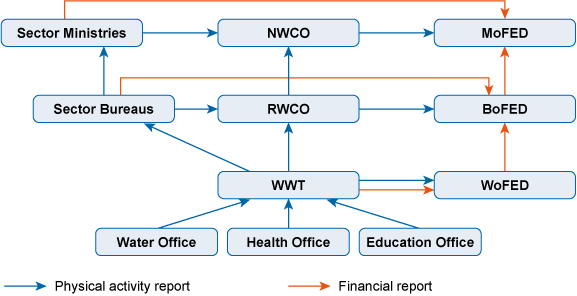 Sector Ministries NWCO MoFED
Sector Bureaus RWCO BoFED
WWT WoFED
Water Office Health Office Education Office
Physical activity report Financial report